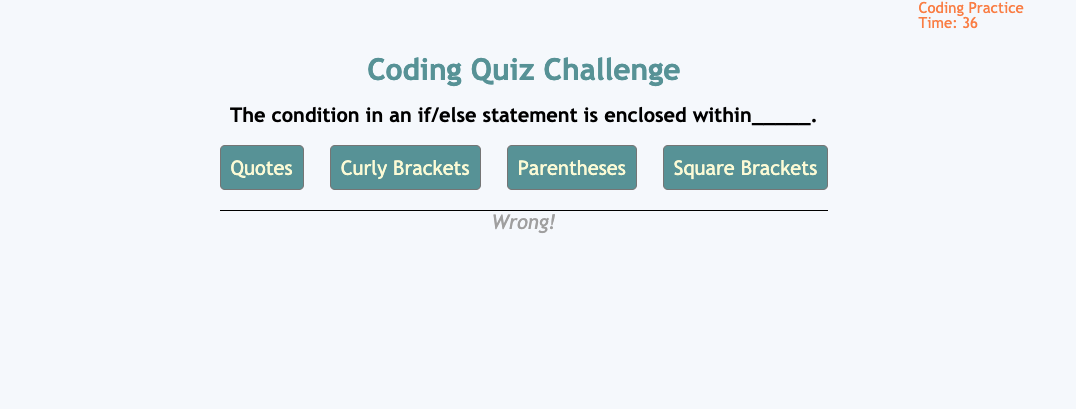 Coding Practice
Time: 36
Coding Quiz Challenge
The condition in an if/else statement is enclosed within_____.
Quotes
Curly Brackets
Parentheses
Square Brackets
Wrong!